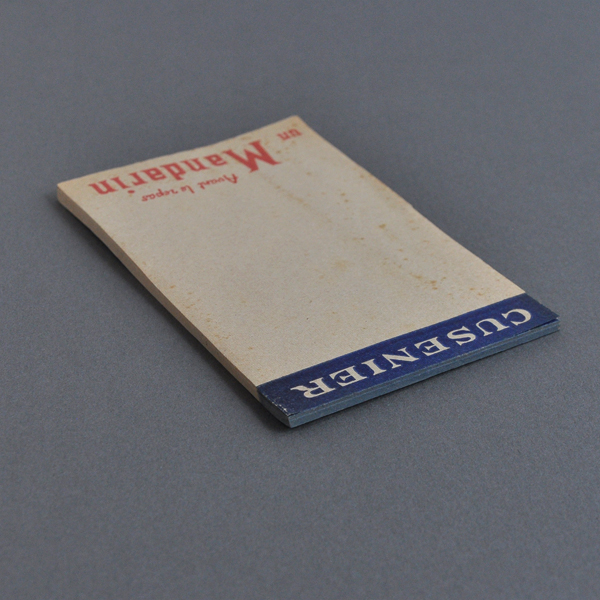 CUSENIER
Avant le repas
un Mandarin